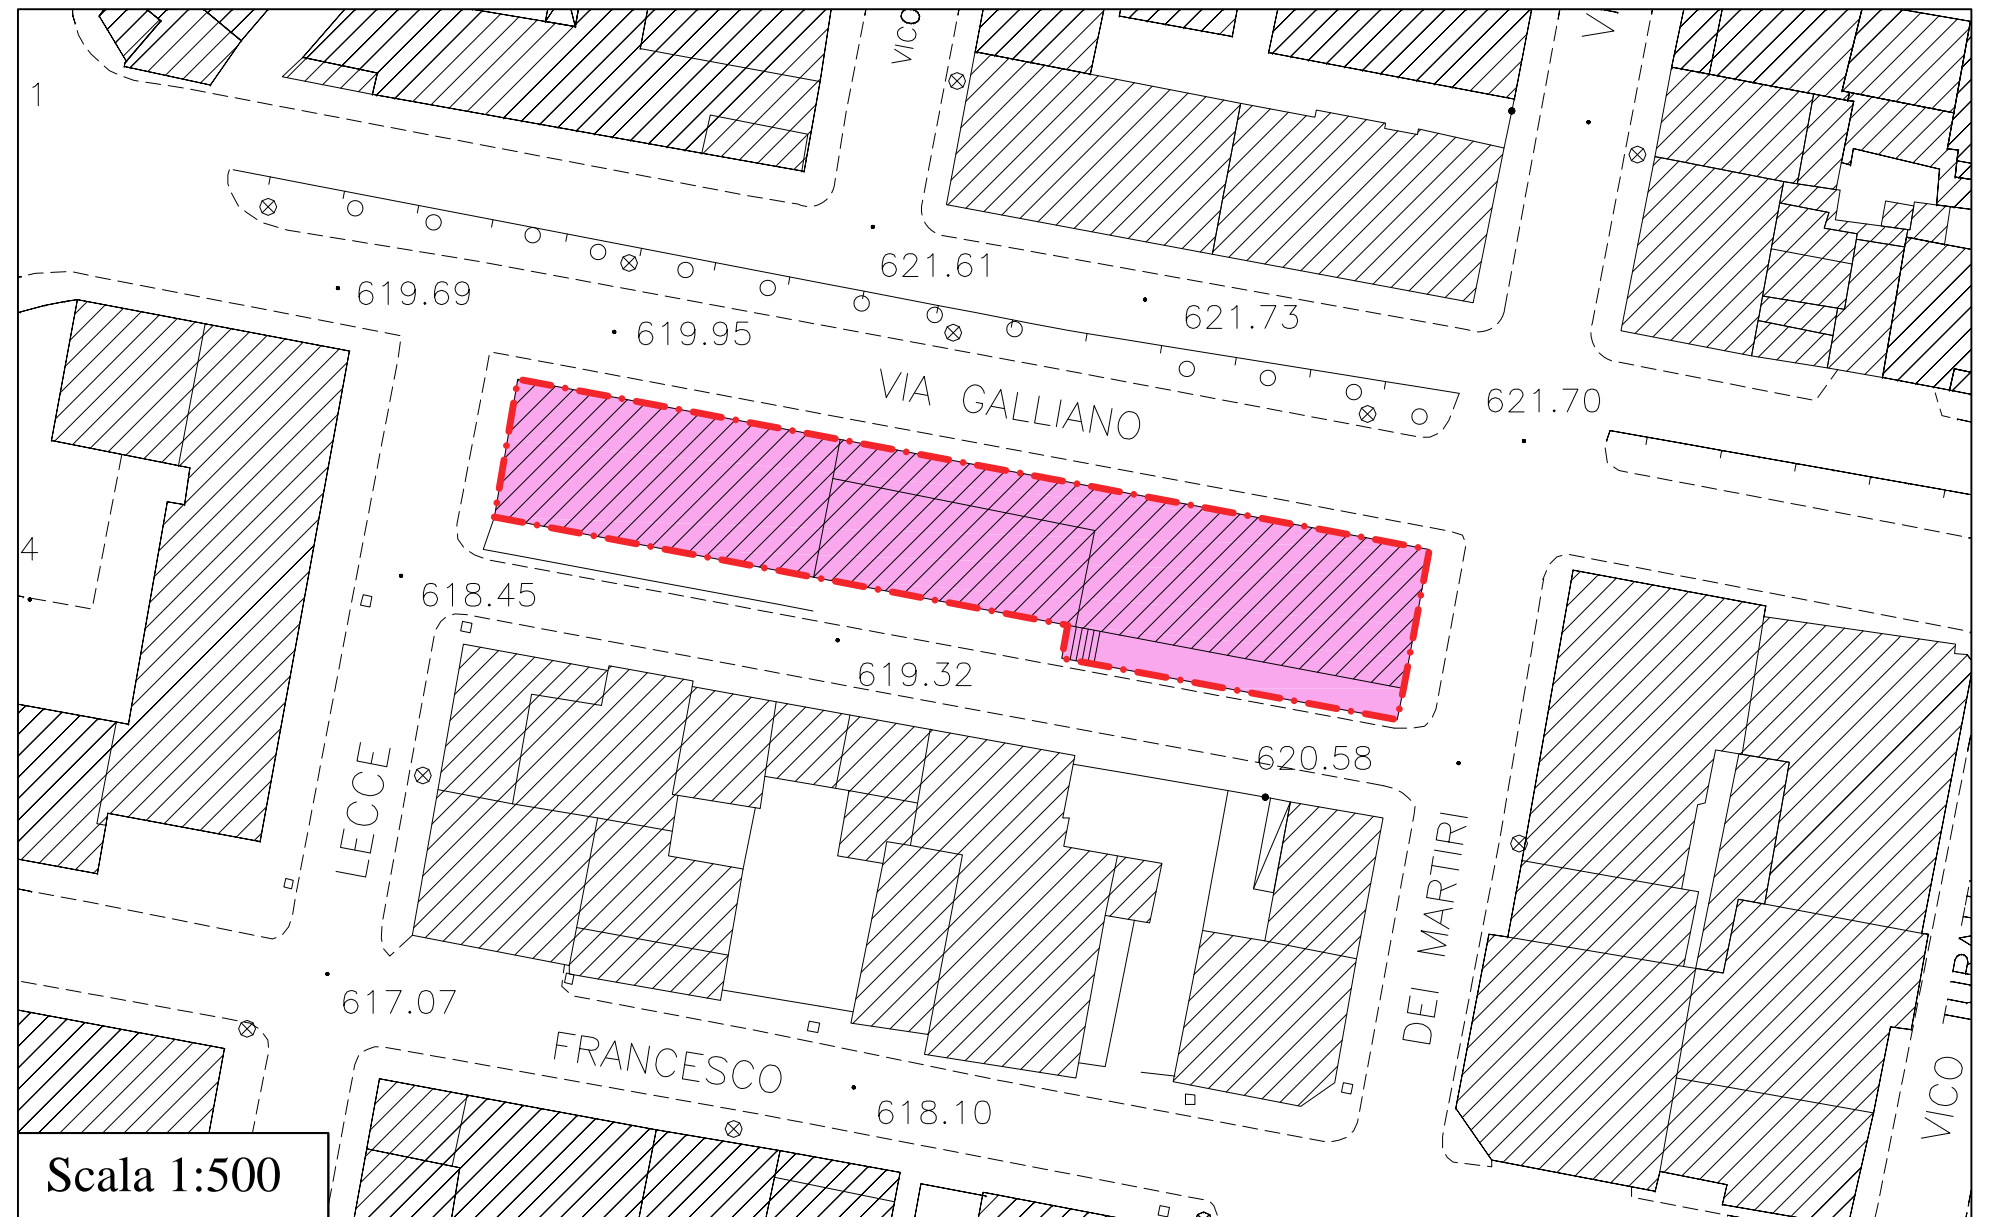 VICO
1
621.61
619.69
621.73
619.95
VIA GALLIANO
621.70
4
618.45
619.32
620.58
LECCE
DEI MARTIRI
617.07
FRANCESCO
618.10
VICO
Scala 1:500